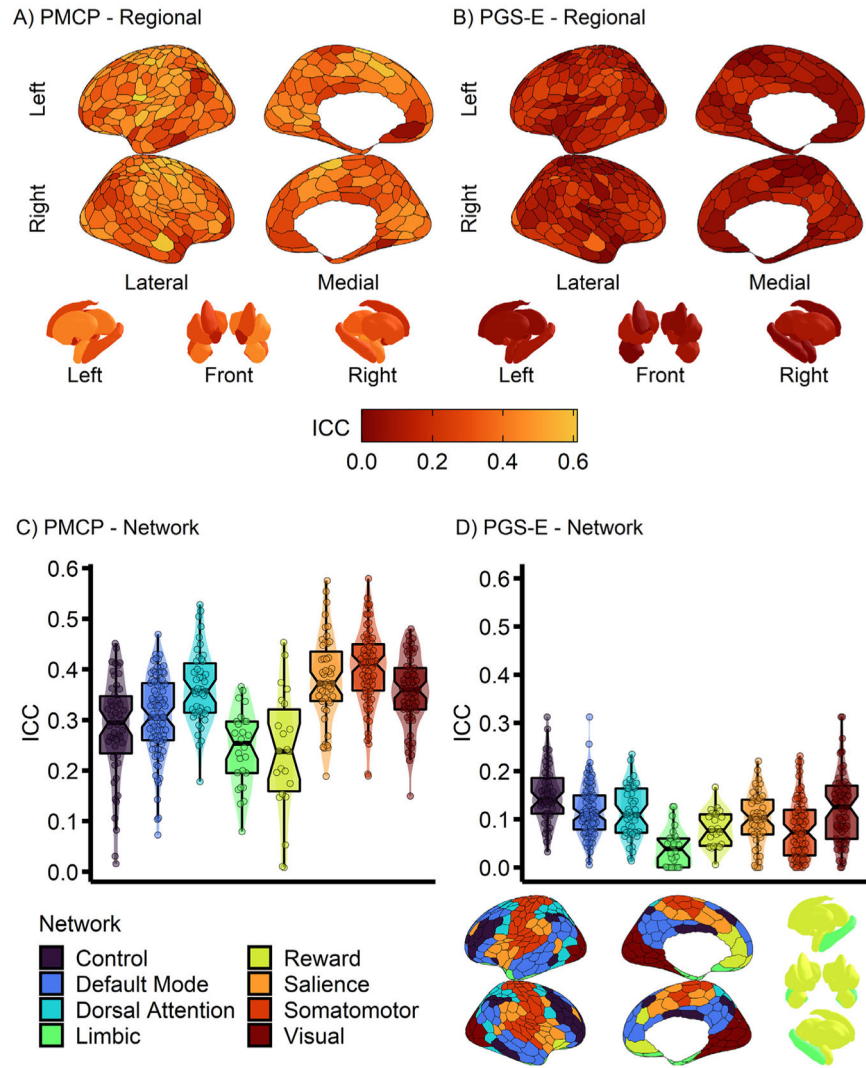 A) PMCP - Regional
B) PGS-E - Regional
Left
Left
Right
Right
Lateral Medial
Lateral Medial
Left Front Right
Left Front Right
ICC
0.0 0.2 0.4 0.6
C) PMCP - Network
D) PGS-E - Network
ICC
0.6
0.5
0.4
0.3
0.2
0.1
0.0
ICC
0.6
0.5
0.4
0.3
0.2
0.1
0.0
Network
Control
Default Mode
Dorsal Attention
Limbic
Reward
Salience
Somatomotor
Visual